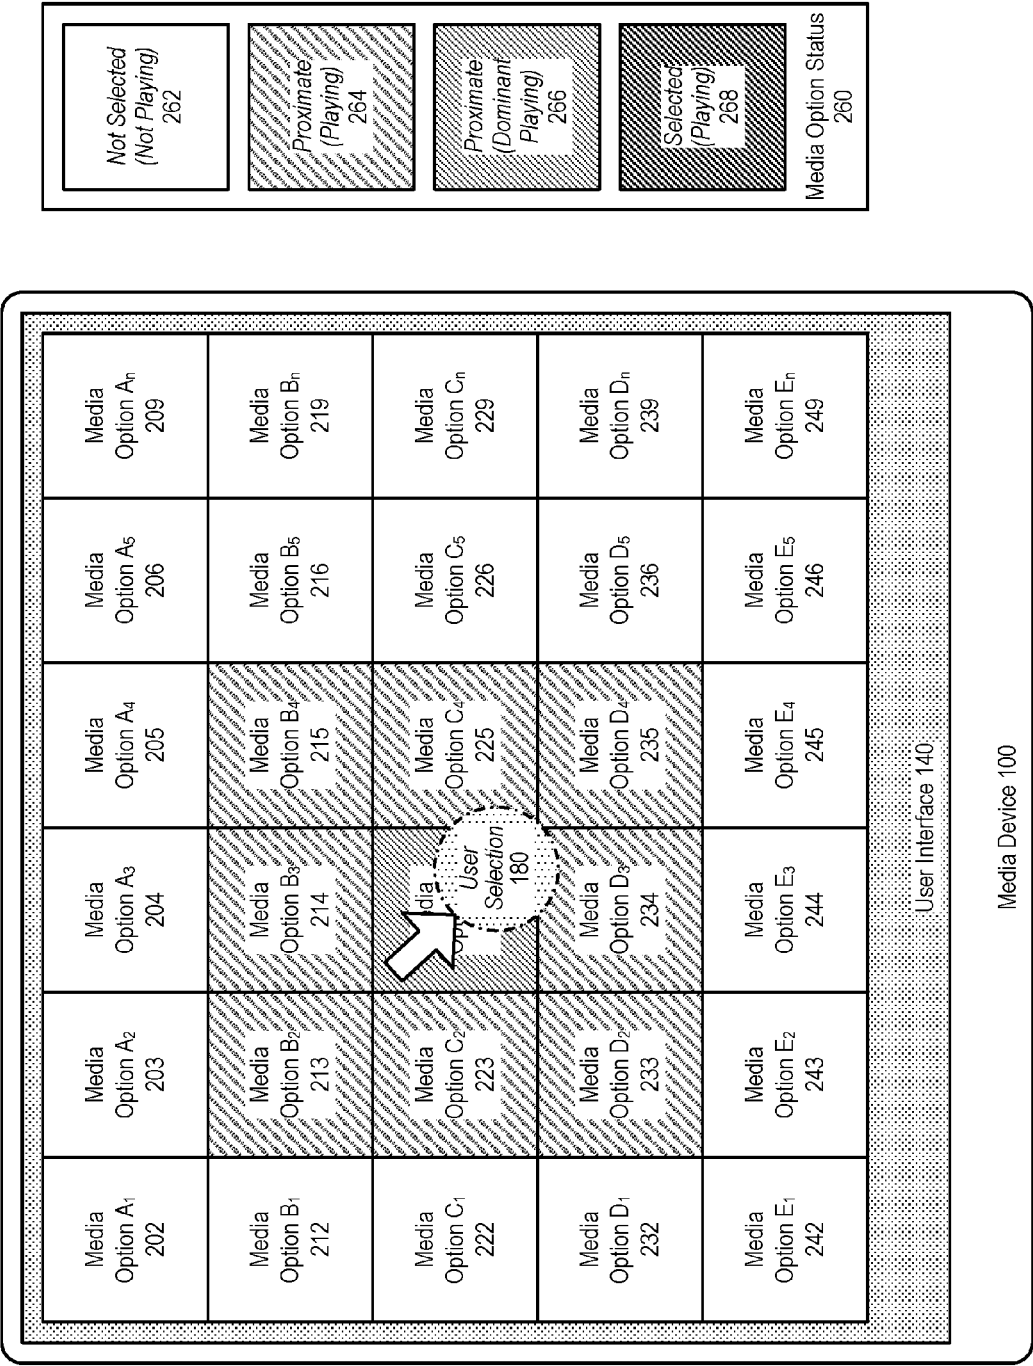 Media
Option A1
202
Media
Option A2
203
Media
Option A3
204
Media
Option A4
205
Media
Option A5
206
Media
Option An
209
Media
Option B1
212
Media
Option B2
213
Media
Option B3
214
Media
Option B4
215
Media
Option B5
216
Media
Option Bn
219
Media
Option C1
222
Media
Option C2
223
User
Selection
180
Media
Option C4
225
Media
Option C5
226
Media
Option Cn
229
Media
Option D1
232
Media
Option D2
233
Media
Option D3
234
Media
Option D4
235
Media
Option D5
236
Media
Option Dn
239
Media
Option E1
242
Media
Option E2
243
Media
Option E3
244
Media
Option E4
245
Media
Option E5
246
Media
Option En
249
User Interface 140
Media Device 100
Not Selected
(Not Playing)
262
Proximate
(Playing)
264
Proximate
(Dominant
Playing)
266
Selected
(Playing)
268
Media Option Status
260